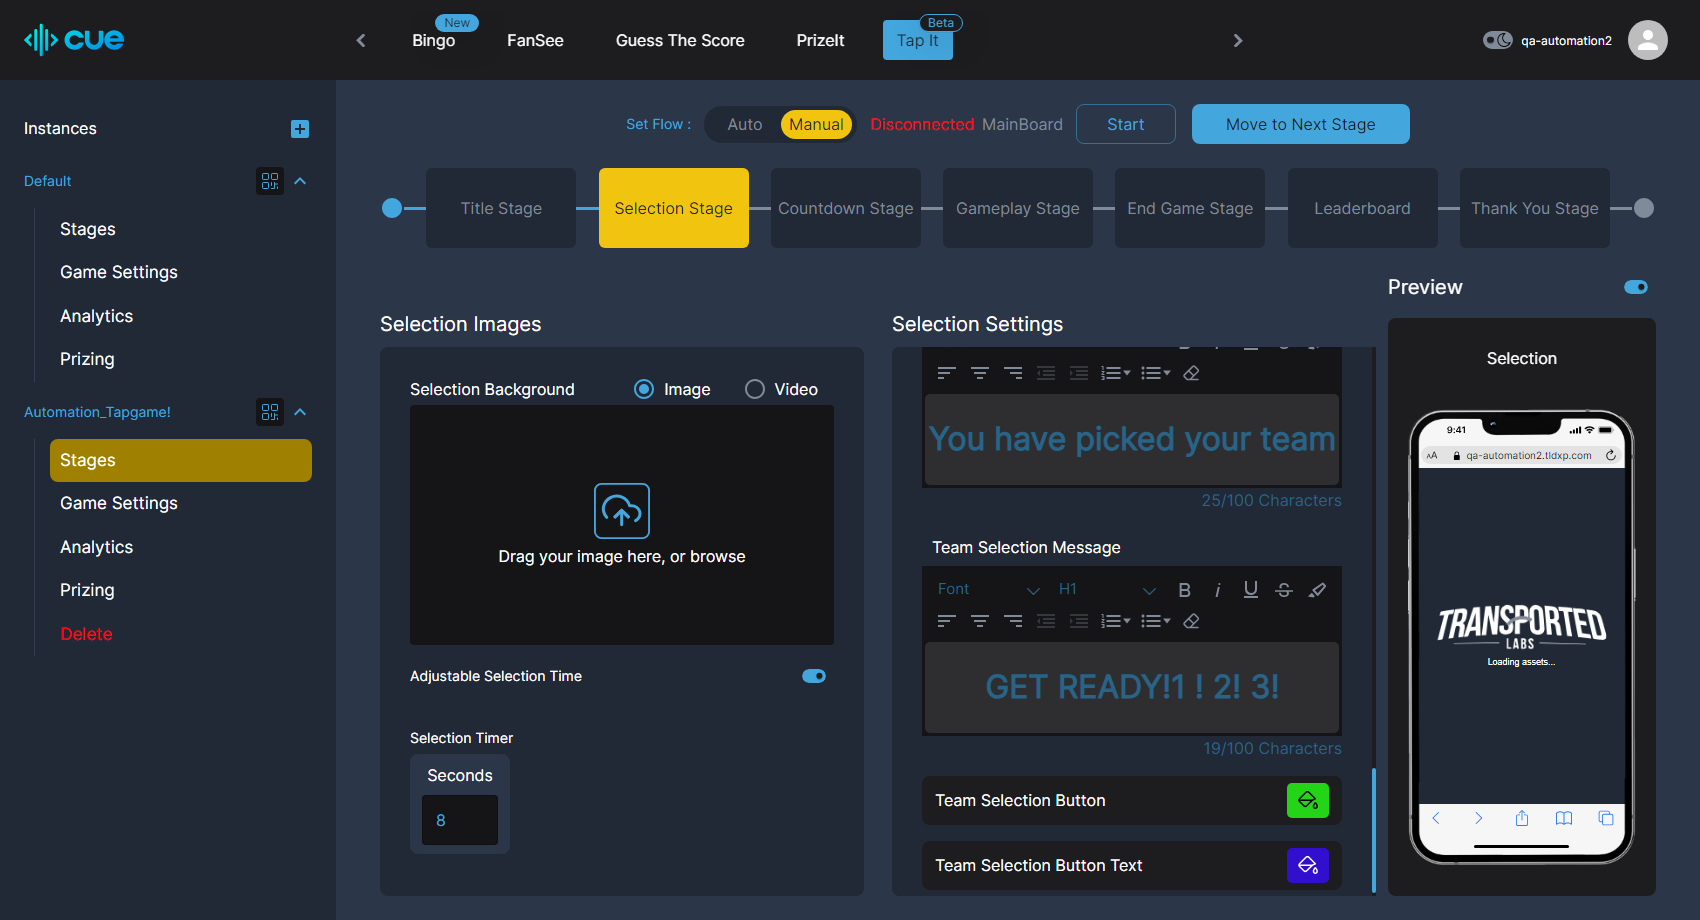 cue
New
Bingo
FanSee
Guess The Score
PrizeIt
Beta
Tap It
qa-automation2
Instances
Default
Stages
Game Settings
Analytics
Prizing
Automation_Tapgame!
Stages
Game Settings
Analytics
Prizing
Delete
Set Flow :
Auto
Manual
Disconnected MainBoard
Start
Move to Next Stage
Title Stage
Selection Stage
Countdown Stage
Gameplay Stage
End Game Stage
Leaderboard
Thank You Stage
Selection Images
Selection Background
Image
Video
Drag your image here, or browse
Adjustable Selection Time
Selection Timer
Seconds
8
Selection Settings
You have picked your team
25/100 Characters
Team Selection Message
Font
H1
B
i
U
S
GET READY!1 ! 2! 3!
19/100 Characters
Team Selection Button
Team Selection Button Text
Preview
Selection
9:41
AA
qa-automation2.tldxp.com
TRANSPORTED
LABS
Loading assets...